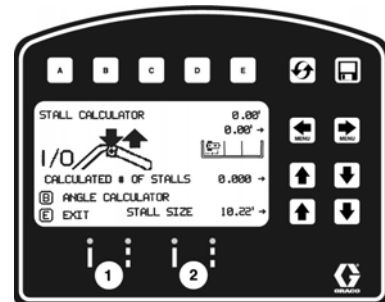 A B C D E
STALL CALCULATOR 0.00'
0.00' →
MENU MENU
I/O
CALCULATED # OF STALLS 0.000 →
B ANGLE CALCULATOR
E EXIT STALL SIZE 10.22' →
1 2
GRACO